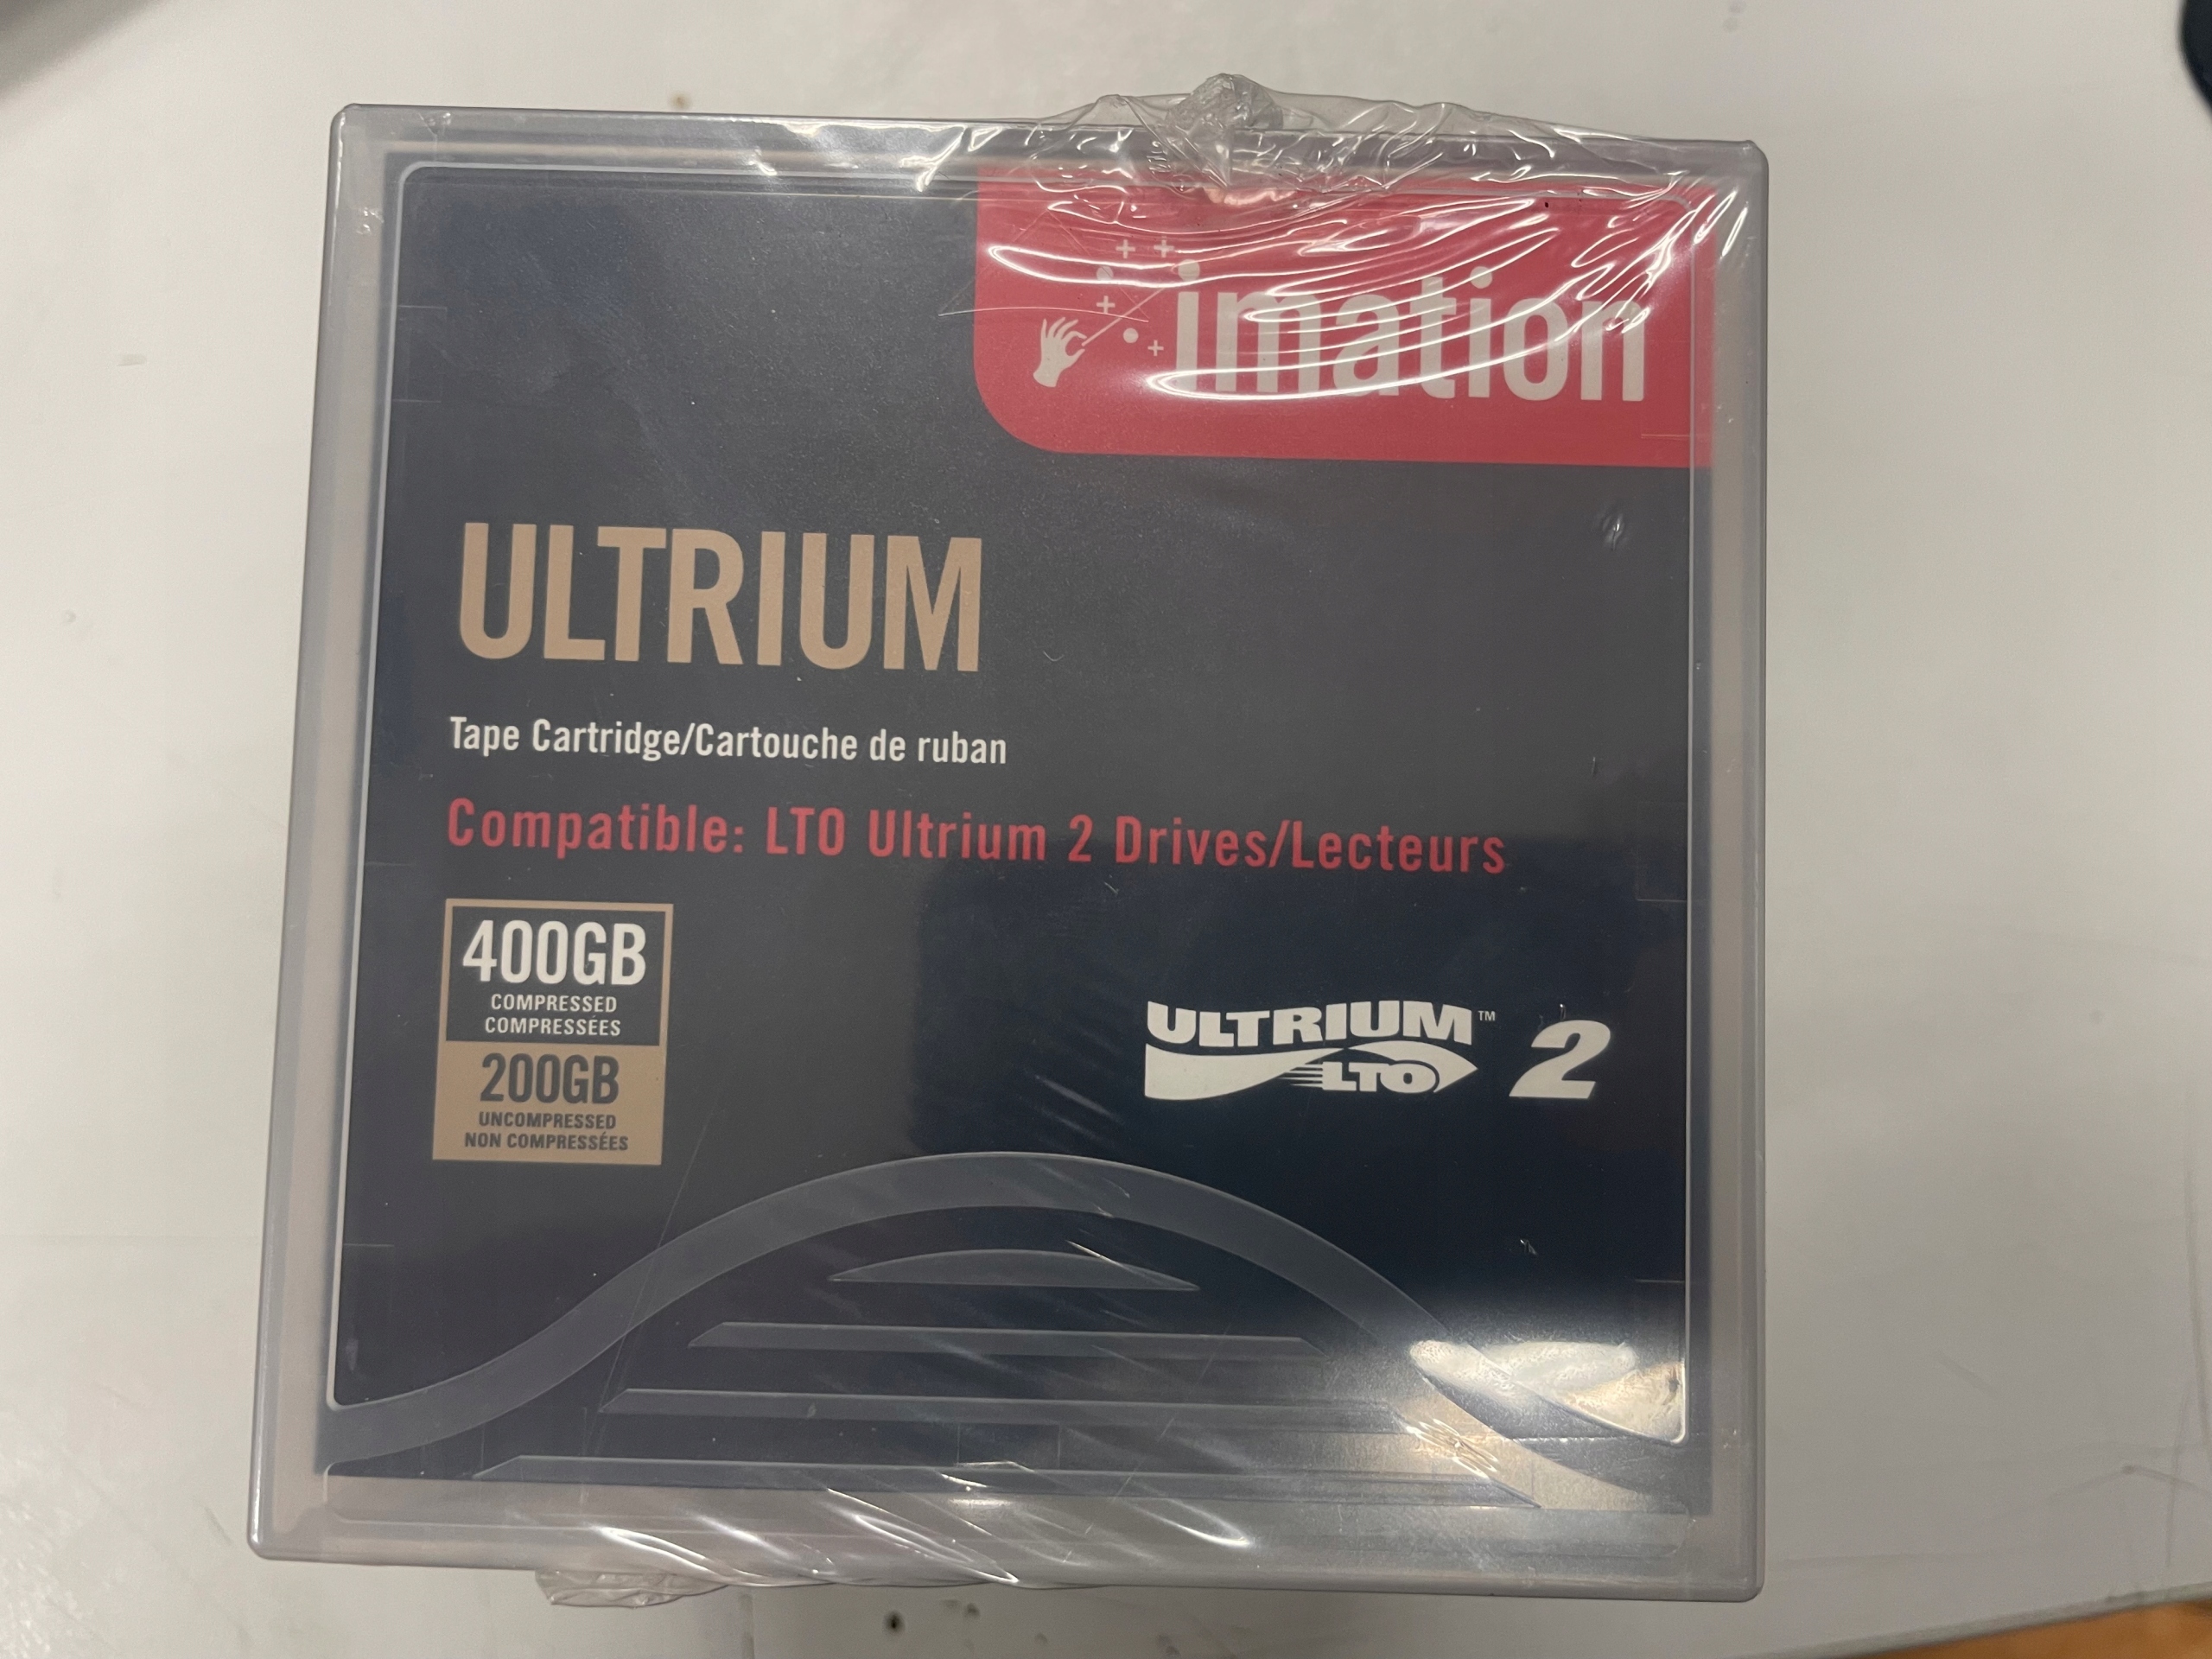 imation
ULTRIUM
Tape Cartridge/Cartouche de ruban
Compatible: LTO Ultrium 2 Drives/Lecteurs
400GB
COMPRESSED
COMPRESSÉES
200GB
UNCOMPRESSED
NON COMPRESSÉES
ULTRIUM™ 2
LTO